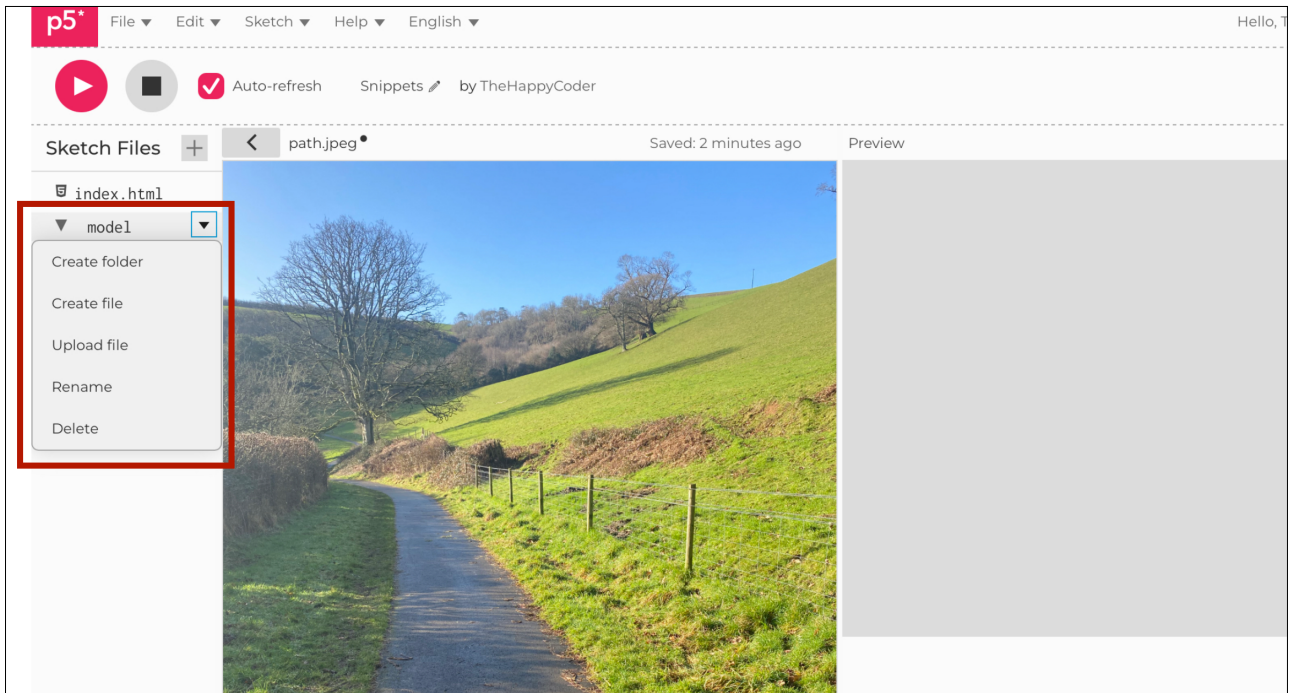 p5* File Edit Sketch Help English Hello, T
Auto-refresh Snippets by TheHappyCoder
Sketch Files + path.jpeg Saved: 2 minutes ago Preview
index.html
model
Create folder
Create file
Upload file
Rename
Delete